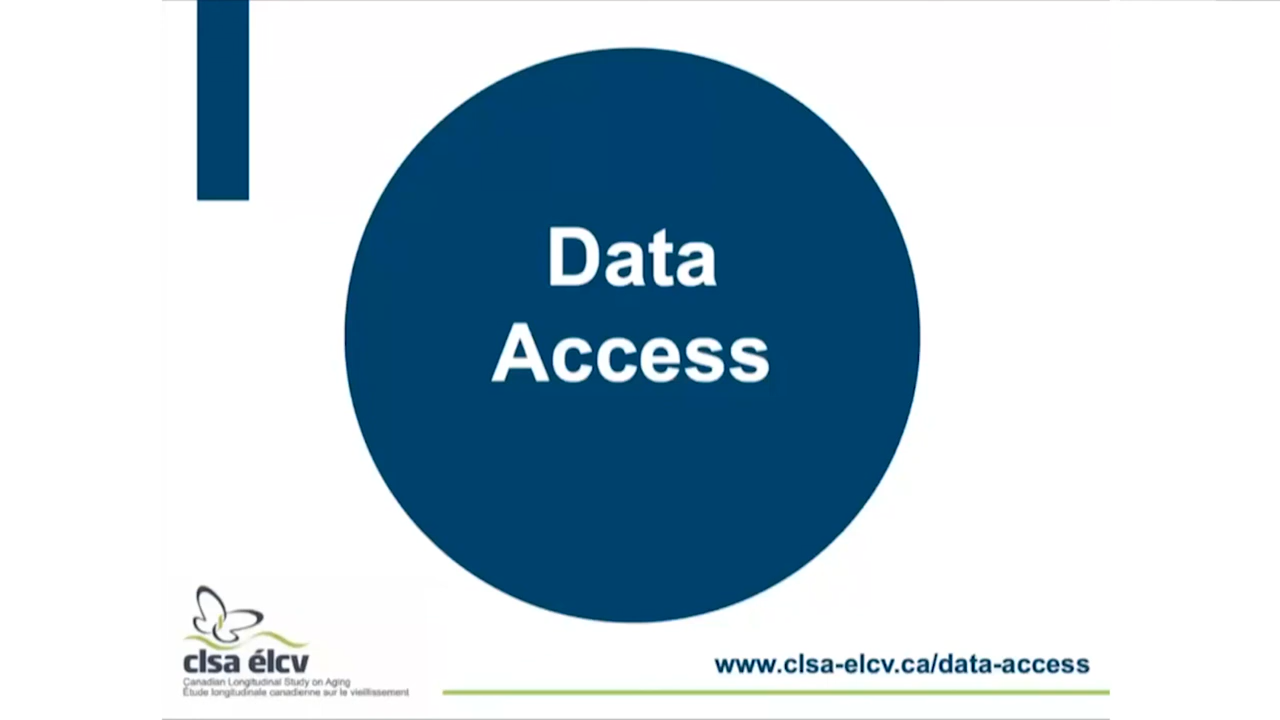 Data
Access
clsa élcv
Canadian Longitudinal Study on Aging
Étude longitudinale canadienne sur le vieillissement
www.clsa-elcv.ca/data-access